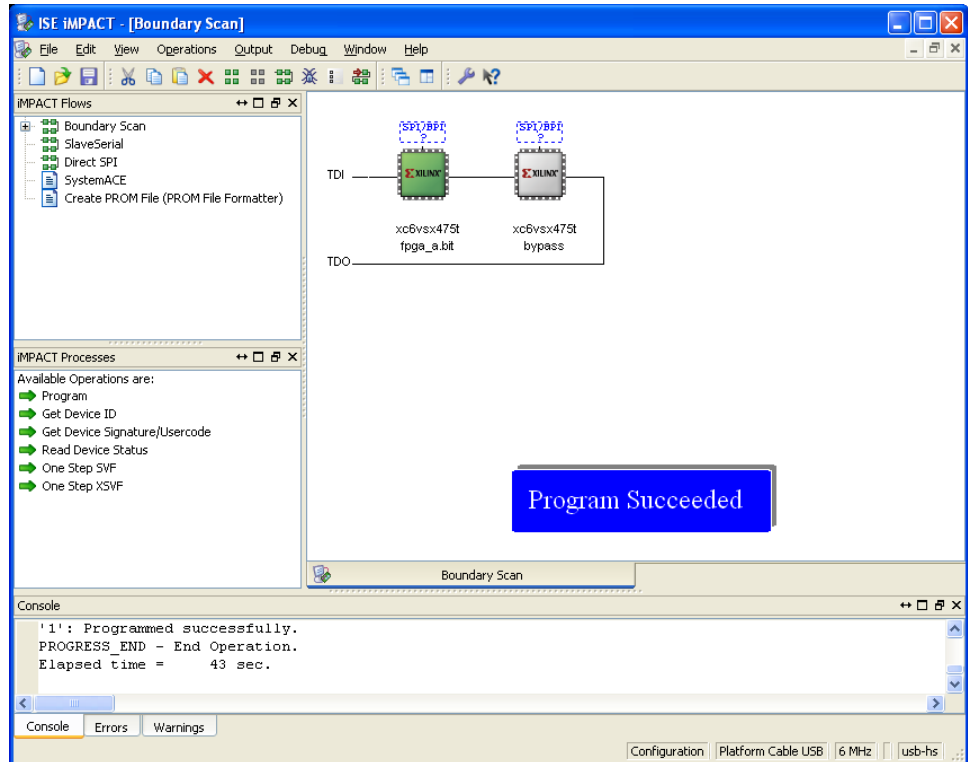 ISE iMPACT - [Boundary Scan]
File Edit View Operations Output Debug Window Help
iMPACT Flows
Boundary Scan
SlaveSerial
Direct SPI
SystemACE
Create PROM File (PROM File Formatter)
SPI/BPI SPI/BPI
? ?
TDI Σ XILINX® Σ XILINX®
xc6vsx475t xc6vsx475t
fpga_a.bit bypass
TDO
iMPACT Processes
Available Operations are:
Program
Get Device ID
Get Device Signature/Usercode
Read Device Status
One Step SVF
One Step XSVF
Program Succeeded
Boundary Scan
Console
'1': Programmed successfully.
PROGRESS_END - End Operation.
Elapsed time =     43 sec.
Console Errors Warnings
Configuration Platform Cable USB 6 MHz usb-hs